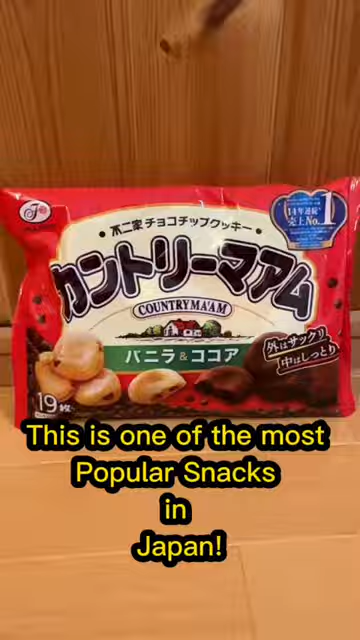 14年連続
売上No.1
不二家 チョコチップクッキー
カントリーマアム
COUNTRY MA'AM
バニラ & ココア
外はサックリ
中はしっとり
19枚
This is one of the most
Popular Snacks
in
Japan!